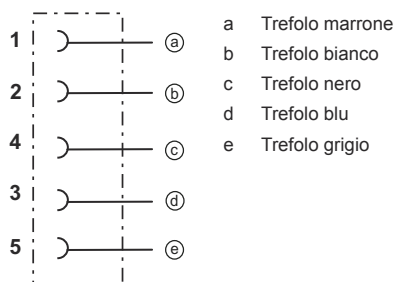 1 ⓐ
2 ⓑ
4 ⓒ
3 ⓓ
5 ⓔ
a Trefolo marrone
b Trefolo bianco
c Trefolo nero
d Trefolo blu
e Trefolo grigio